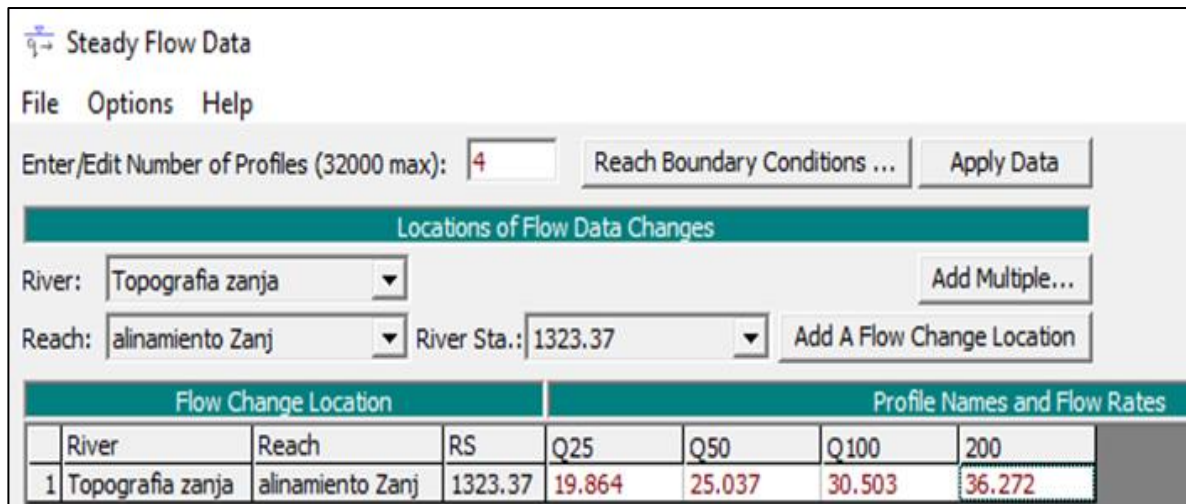 Steady Flow Data
File Options Help
Enter/Edit Number of Profiles (32000 max): 4 Reach Boundary Conditions ... Apply Data
Locations of Flow Data Changes
River: Topografia zanja Add Multiple...
Reach: alinamiento Zanj River Sta.: 1323.37 Add A Flow Change Location
Flow Change Location Profile Names and Flow Rates
River Reach RS Q25 Q50 Q100 200
1 Topografia zanja alinamiento Zanj 1323.37 19.864 25.037 30.503 36.272